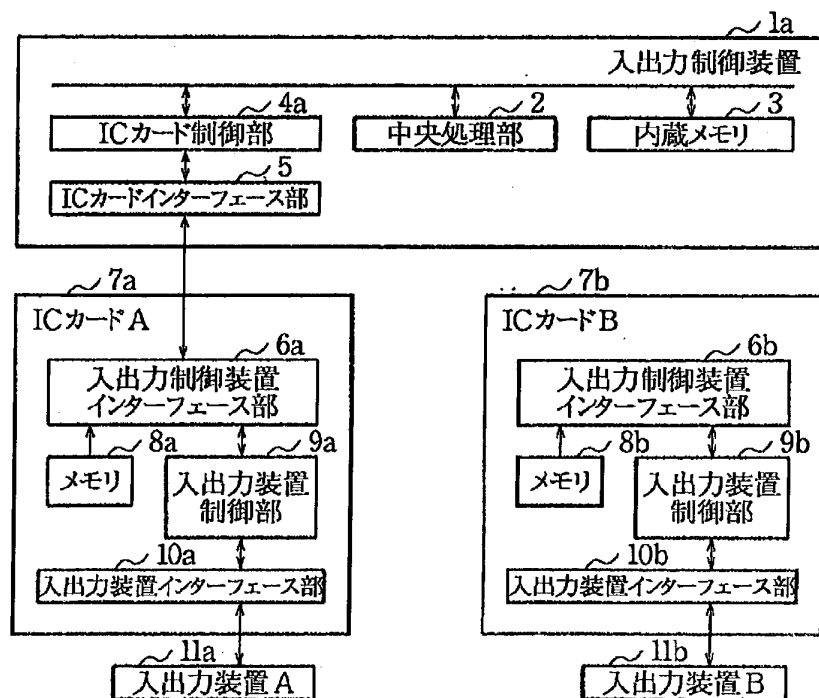 1a
入出力制御装置
4a
2
3
ICカード制御部
中央処理部
内蔵メモリ
5
ICカードインターフェース部
7a
ICカードA
6a
入出力制御装置
インターフェース部
8a
9a
メモリ
入出力装置
制御部
10a
入出力装置インターフェース部
11a
入出力装置A
7b
ICカードB
6b
入出力制御装置
インターフェース部
8b
9b
メモリ
入出力装置
制御部
10b
入出力装置インターフェース部
11b
入出力装置B